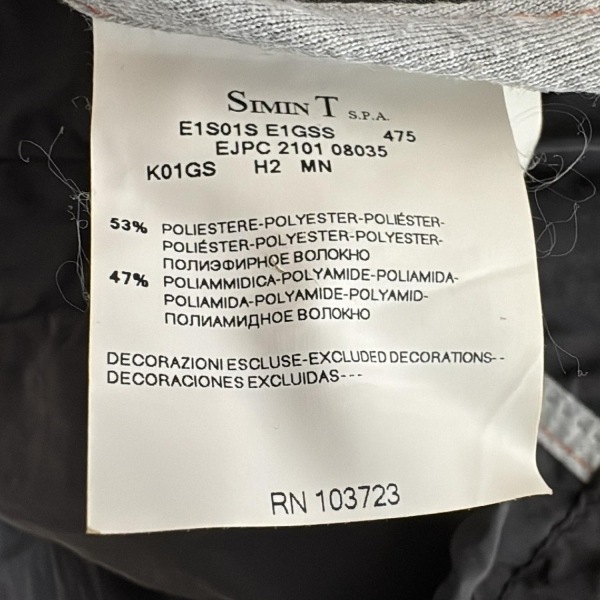 SIMIN T S.P.A.
E1S01S E1GSS 475
EJPC 2101 08035
K01GS H2 MN
53% POLIESTERE-POLYESTER-POLIÉSTER-
POLIÉSTER-POLYESTER-POLYESTER-
ПОЛИЭФИРНОЕ ВОЛОКНО
47% POLIAMMIDICA-POLYAMIDE-POLIAMIDA-
POLIAMIDA-POLYAMIDE-POLYAMID-
ПОЛИАМИДНОЕ ВОЛОКНО
DECORAZIONI ESCLUSE-EXCLUDED DECORATIONS--
DECORACIONES EXCLUIDAS---
RN 103723